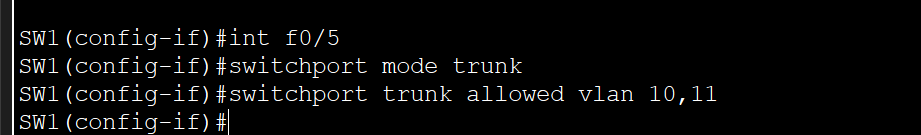 SW1(config-if)#int f0/5
SW1(config-if)#switchport mode trunk
SW1(config-if)#switchport trunk allowed vlan 10,11
SW1(config-if)#